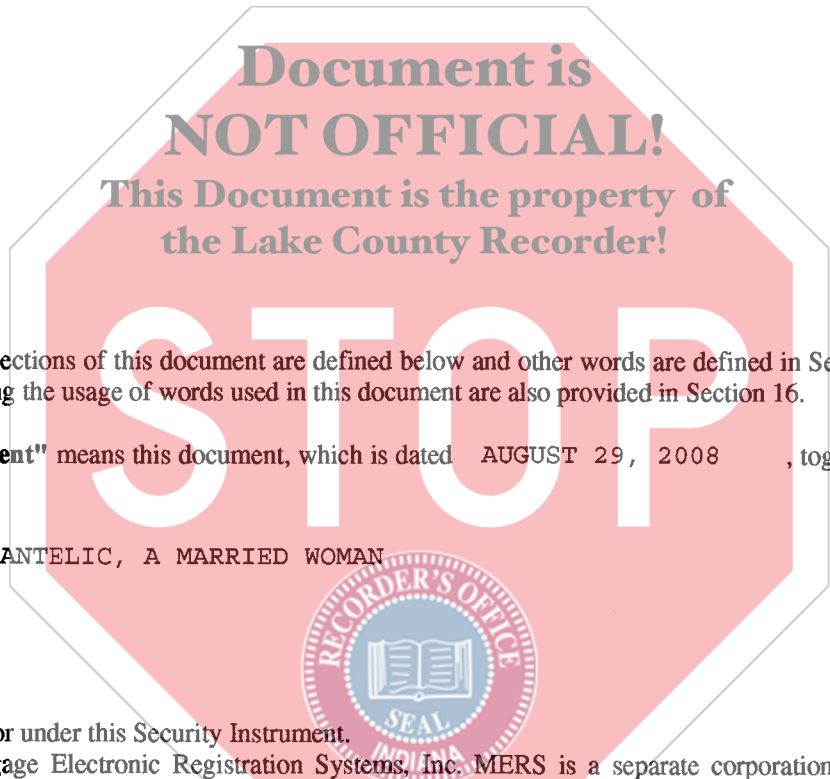 Document is
NOT OFFICIAL!
This Document is the property of
the Lake County Recorder!
STOP
ections of this document are defined below and other words are defined in Se
g the usage of words used in this document are also provided in Section 16.
ent" means this document, which is dated AUGUST 29, 2008 , tog
ANTELIC, A MARRIED WOMAN
RECORDER'S OFFICE
SEAL
INDIANA
or under this Security Instrument.
gage Electronic Registration Systems, Inc. MERS is a separate corporation